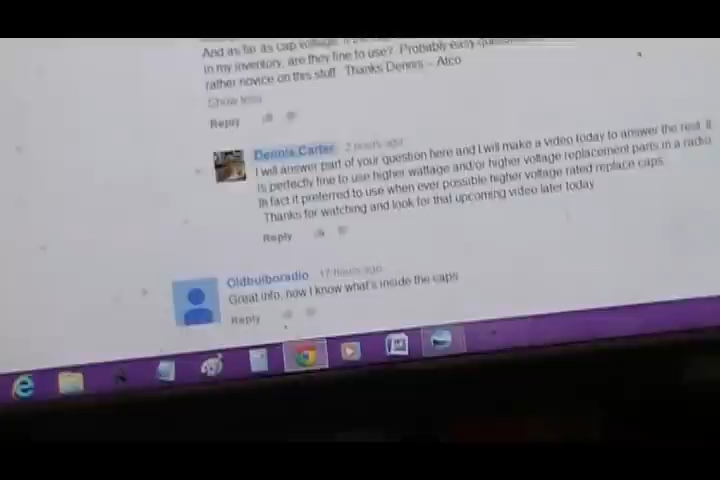 And as far as cap voltage,
in my inventory, are they fine to use? Probably easy
rather novice on this stuff. Thanks Dennis - Atco
Show less
Reply
Dennis Carter 2 hours ago
I will answer part of your question here and I will make a video today to answer the rest. It
is perfectly fine to use higher wattage and/or higher voltage replacement parts in a radio
In fact it preferred to use when ever possible higher voltage rated replace caps.
Thanks for watching and look for that upcoming video later today
Reply
Oldbulboradio 17 hours ago
Great info, now I know what's inside the caps
Reply